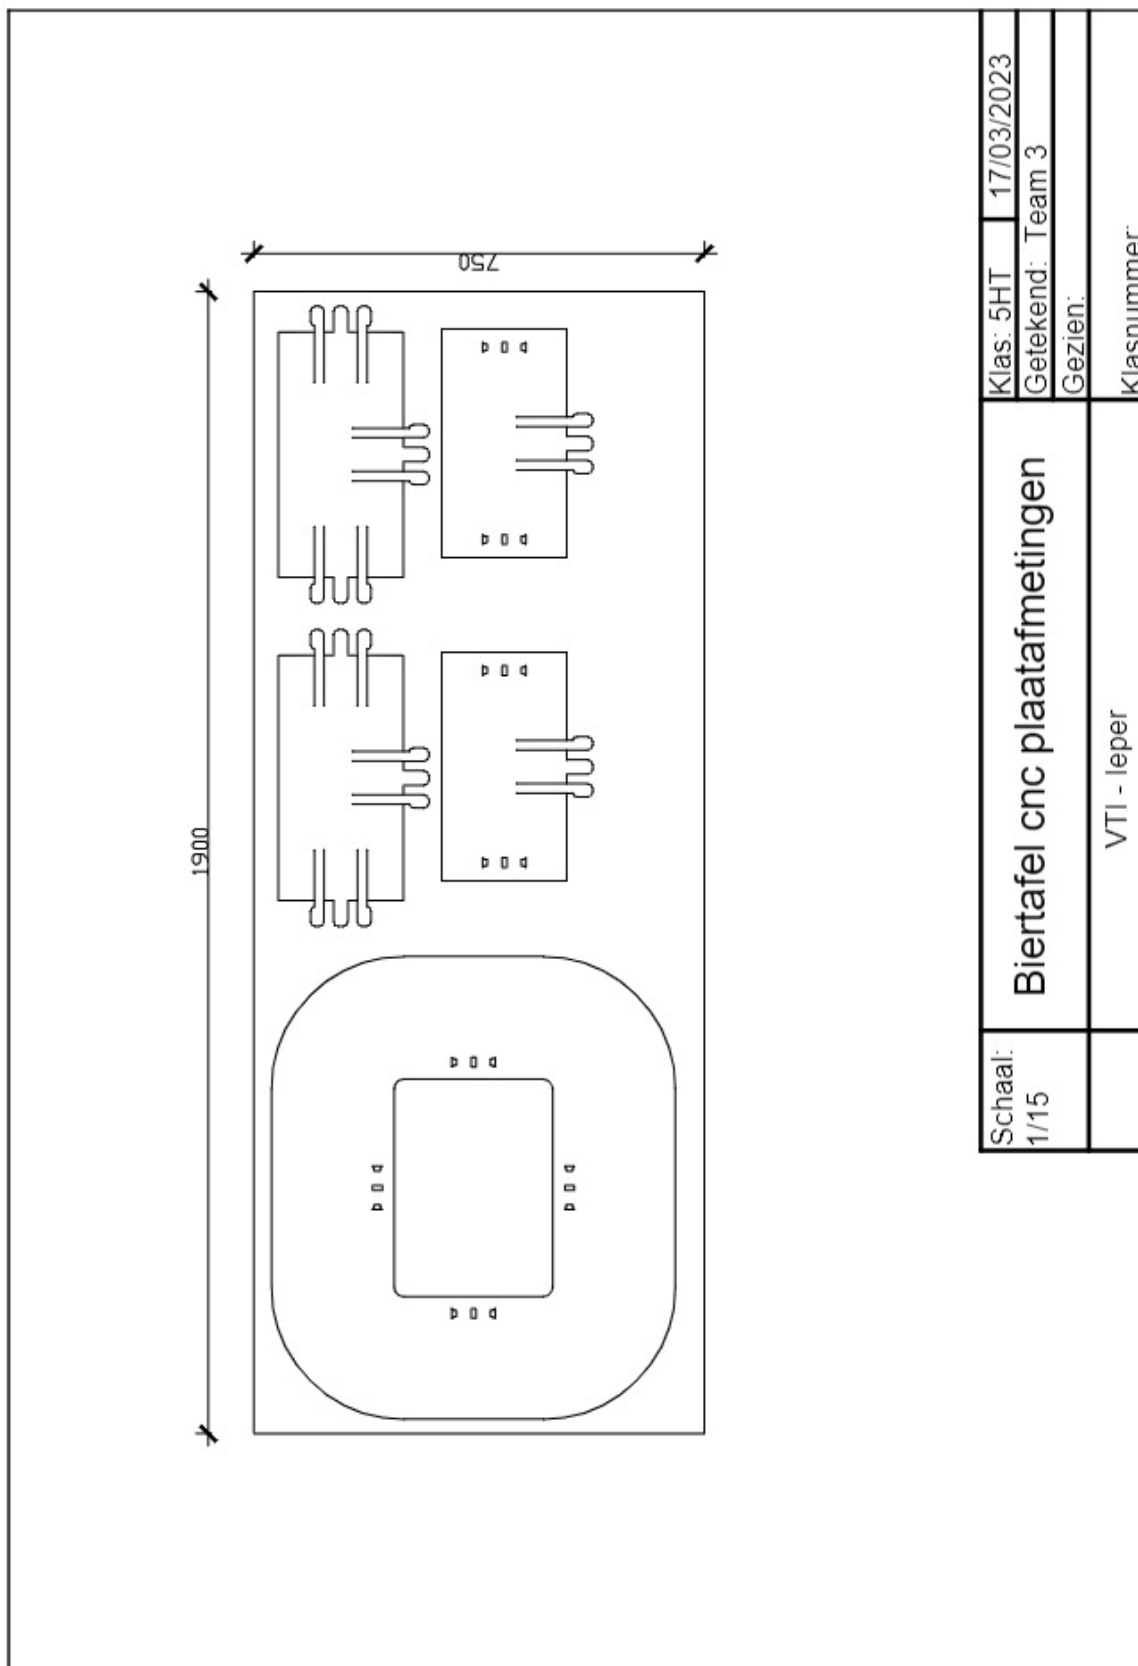 1900
750
Schaal:
1/15
Biertafel cnc plaatafmetingen
Klas: 5HT
17/03/2023
Getekend: Team 3
Gezien:
VTI - Ieper
Klasnummer: